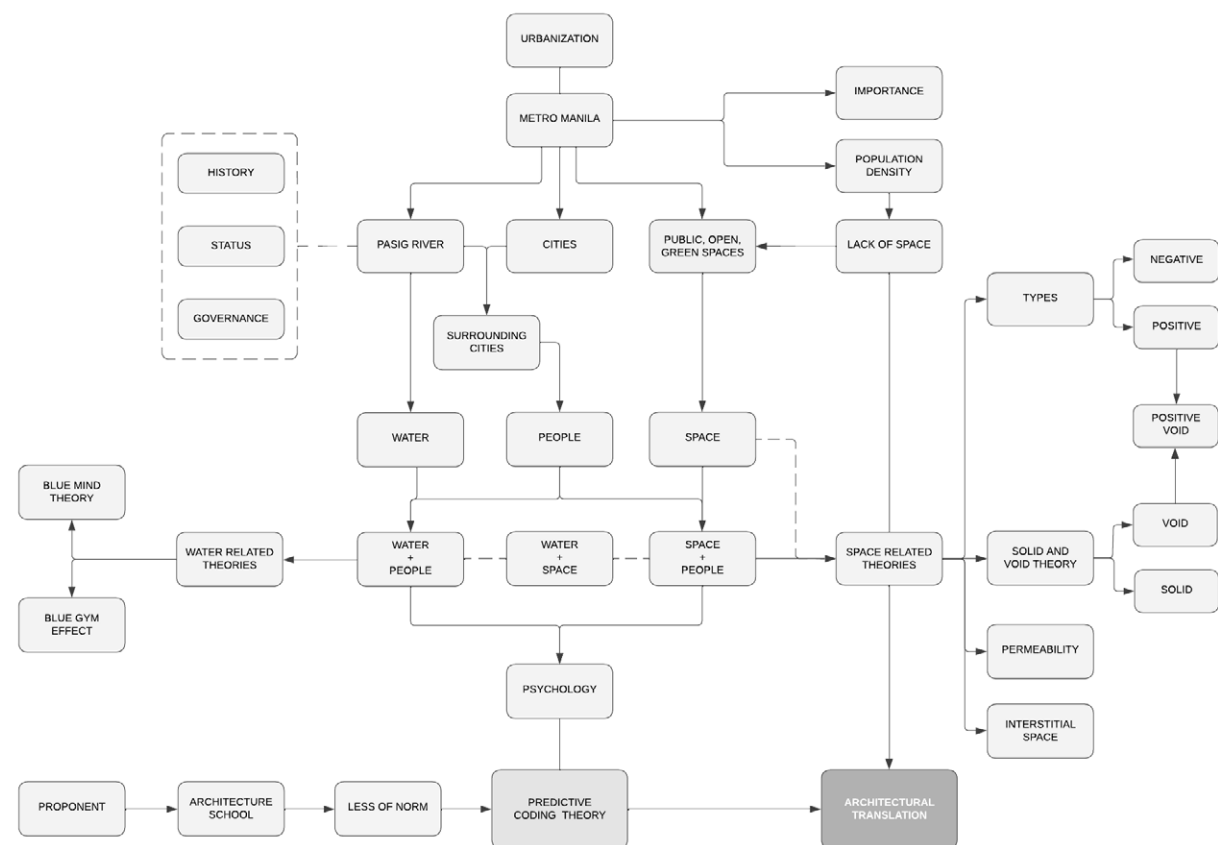 URBANIZATION
METRO MANILA
IMPORTANCE
POPULATION
DENSITY
HISTORY
STATUS
GOVERNANCE
PASIG RIVER
CITIES
PUBLIC, OPEN,
GREEN SPACES
LACK OF SPACE
SURROUNDING
CITIES
TYPES
NEGATIVE
POSITIVE
POSITIVE
VOID
WATER
PEOPLE
SPACE
BLUE MIND
THEORY
WATER RELATED
THEORIES
BLUE GYM
EFFECT
WATER
+
PEOPLE
WATER
+
SPACE
SPACE
+
PEOPLE
SPACE RELATED
THEORIES
SOLID AND
VOID THEORY
VOID
SOLID
PERMEABILITY
INTERSTITIAL
SPACE
PSYCHOLOGY
PROPONENT
ARCHITECTURE
SCHOOL
LESS OF NORM
PREDICTIVE
CODING THEORY
ARCHITECTURAL
TRANSLATION